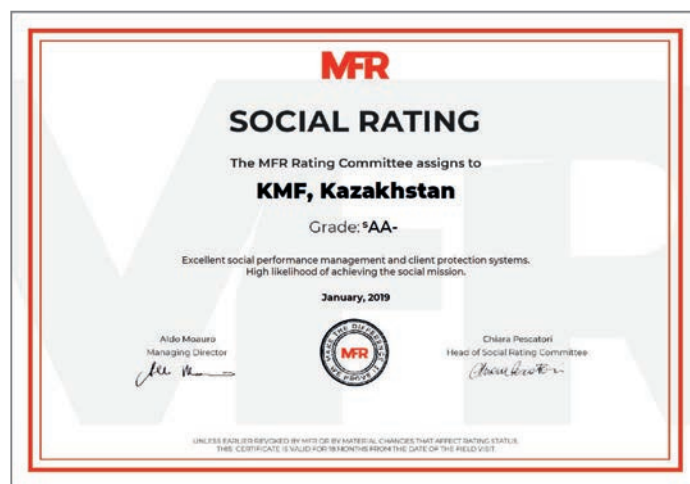 MFR
SOCIAL RATING
The MFR Rating Committee assigns to
KMF, Kazakhstan
Grade: ˢAA-
Excellent social performance management and client protection systems.
High likelihood of achieving the social mission.
January, 2019
Aldo Moauro
Managing Director
MAKE THE DIFFERENCE
MFR
WE PROVE IT
Chiara Pescatori
Head of Social Rating Committee
UNLESS EARLIER REVOKED BY MFR OR BY MATERIAL CHANGES THAT AFFECT RATING STATUS.
THIS CERTIFICATE IS VALID FOR 18 MONTHS FROM THE DATE OF THE FIELD VISIT.